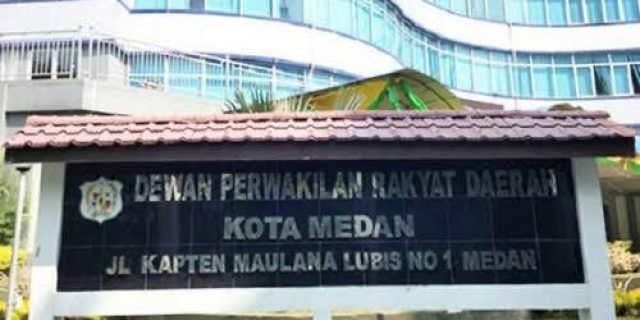 DEWAN PERWAKILAN RAKYAT DAERAH
KOTA MEDAN
JL KAPTEN MAULANA LUBIS NO 1 MEDAN